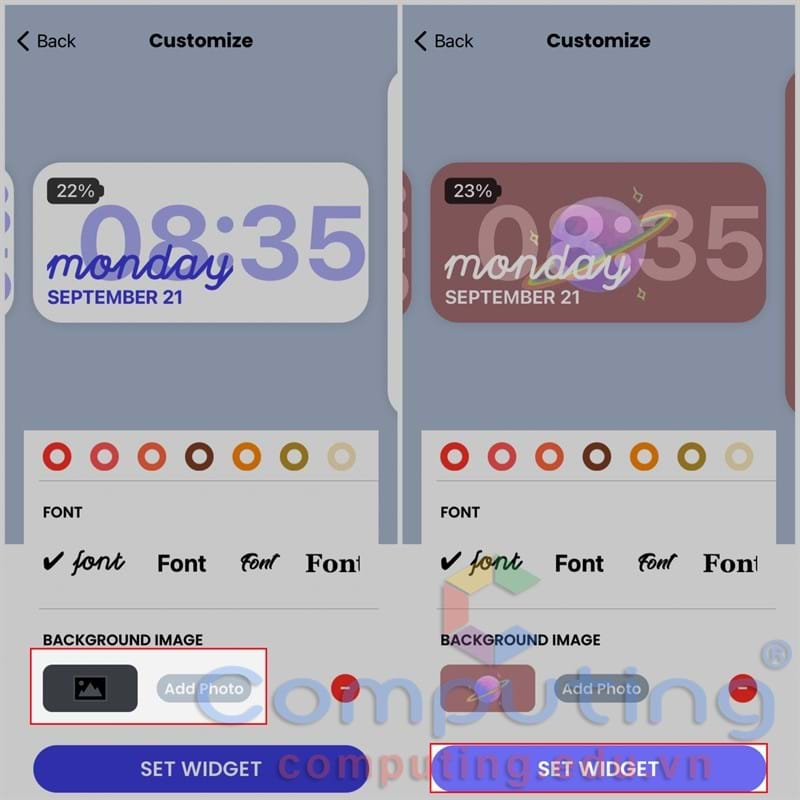 Back
Customize
22%
08:35
monday
SEPTEMBER 21
FONT
✔ font Font Font Font
BACKGROUND IMAGE
Add Photo
SET WIDGET
Back
Customize
23%
08:35
monday
SEPTEMBER 21
FONT
✔ font Font Font Font
BACKGROUND IMAGE
Add Photo
SET WIDGET
Computing®
computing.edu.vn